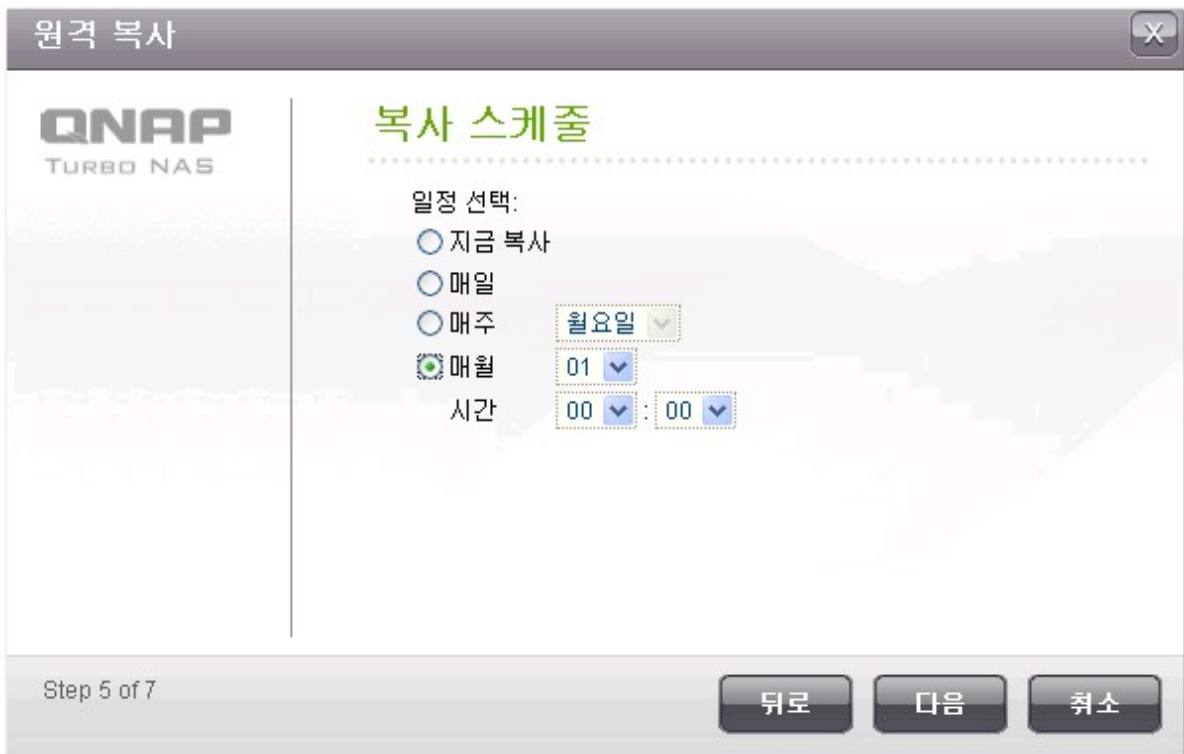 원격 복사
X
QNAP
TURBO NAS
복사 스케줄
일정 선택:
지금 복사
매일
매주 월요일
매월 01
시간 00 : 00
Step 5 of 7
뒤로 다음 취소